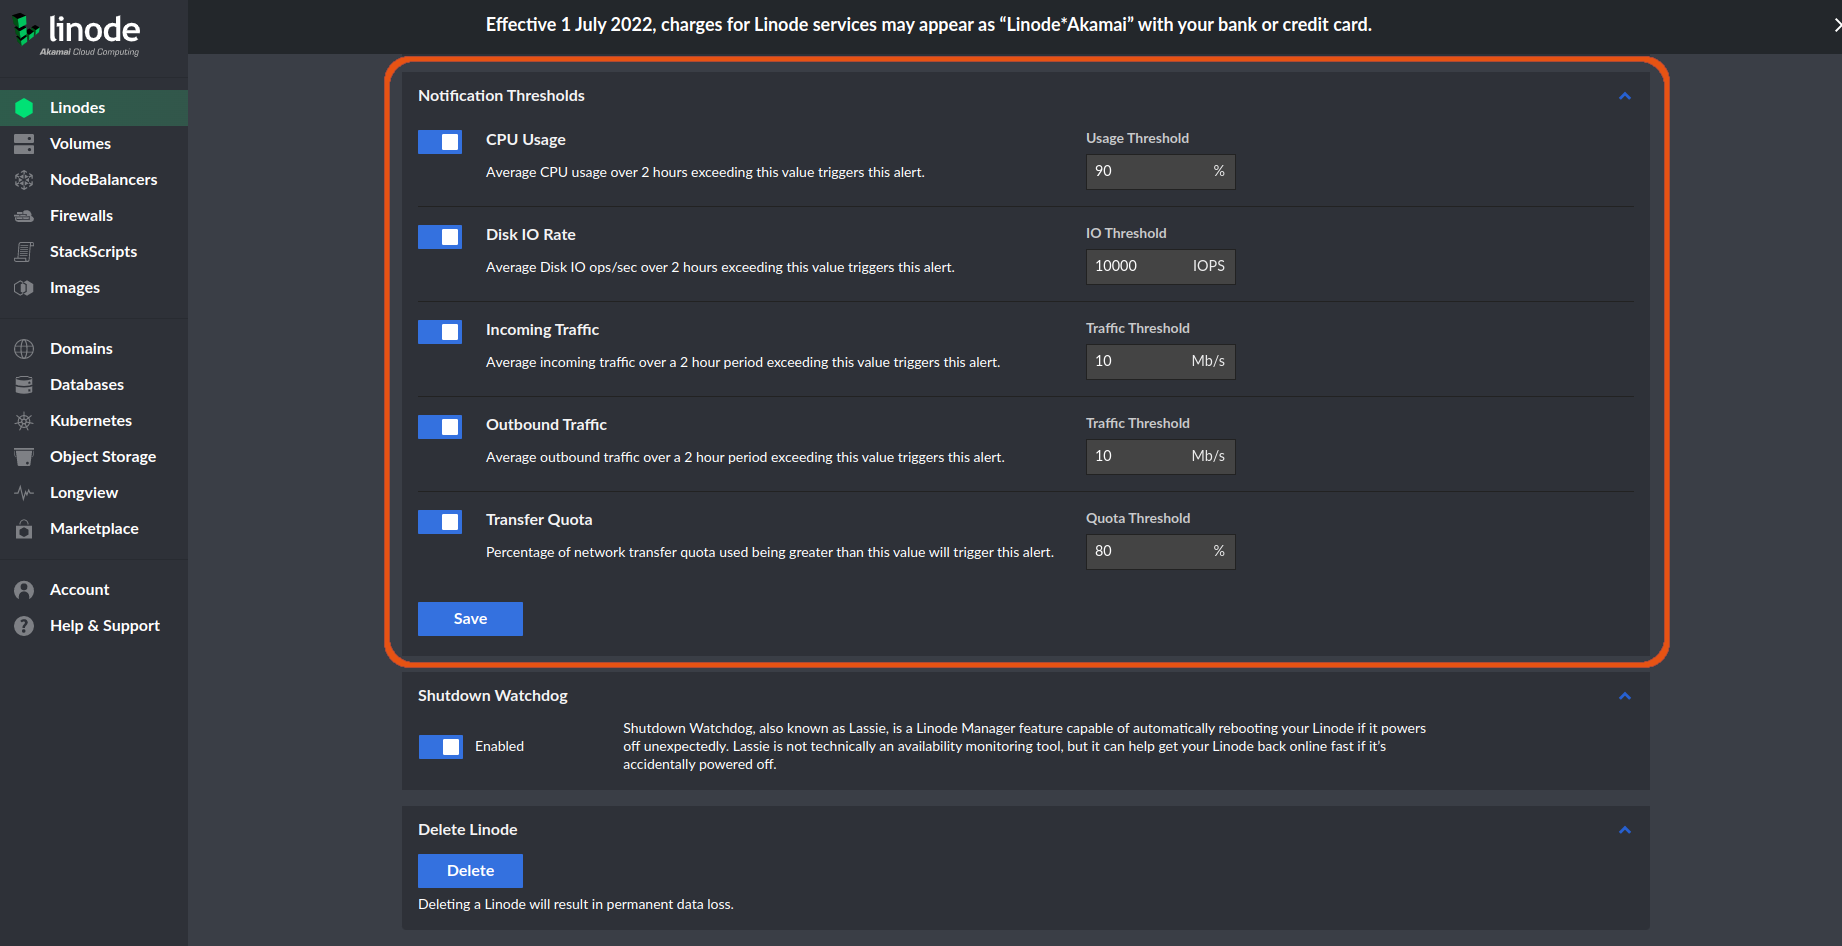 linode
Akamai Cloud Computing
Effective 1 July 2022, charges for Linode services may appear as “Linode*Akamai” with your bank or credit card.
Linodes
Volumes
NodeBalancers
Firewalls
StackScripts
Images
Domains
Databases
Kubernetes
Object Storage
Longview
Marketplace
Account
Help & Support
Notification Thresholds
CPU Usage
Average CPU usage over 2 hours exceeding this value triggers this alert.
Usage Threshold
90 %
Disk IO Rate
Average Disk IO ops/sec over 2 hours exceeding this value triggers this alert.
IO Threshold
10000 IOPS
Incoming Traffic
Average incoming traffic over a 2 hour period exceeding this value triggers this alert.
Traffic Threshold
10 Mb/s
Outbound Traffic
Average outbound traffic over a 2 hour period exceeding this value triggers this alert.
Traffic Threshold
10 Mb/s
Transfer Quota
Percentage of network transfer quota used being greater than this value will trigger this alert.
Quota Threshold
80 %
Save
Shutdown Watchdog
Enabled
Shutdown Watchdog, also known as Lassie, is a Linode Manager feature capable of automatically rebooting your Linode if it powers
off unexpectedly. Lassie is not technically an availability monitoring tool, but it can help get your Linode back online fast if it's
accidentally powered off.
Delete Linode
Delete
Deleting a Linode will result in permanent data loss.